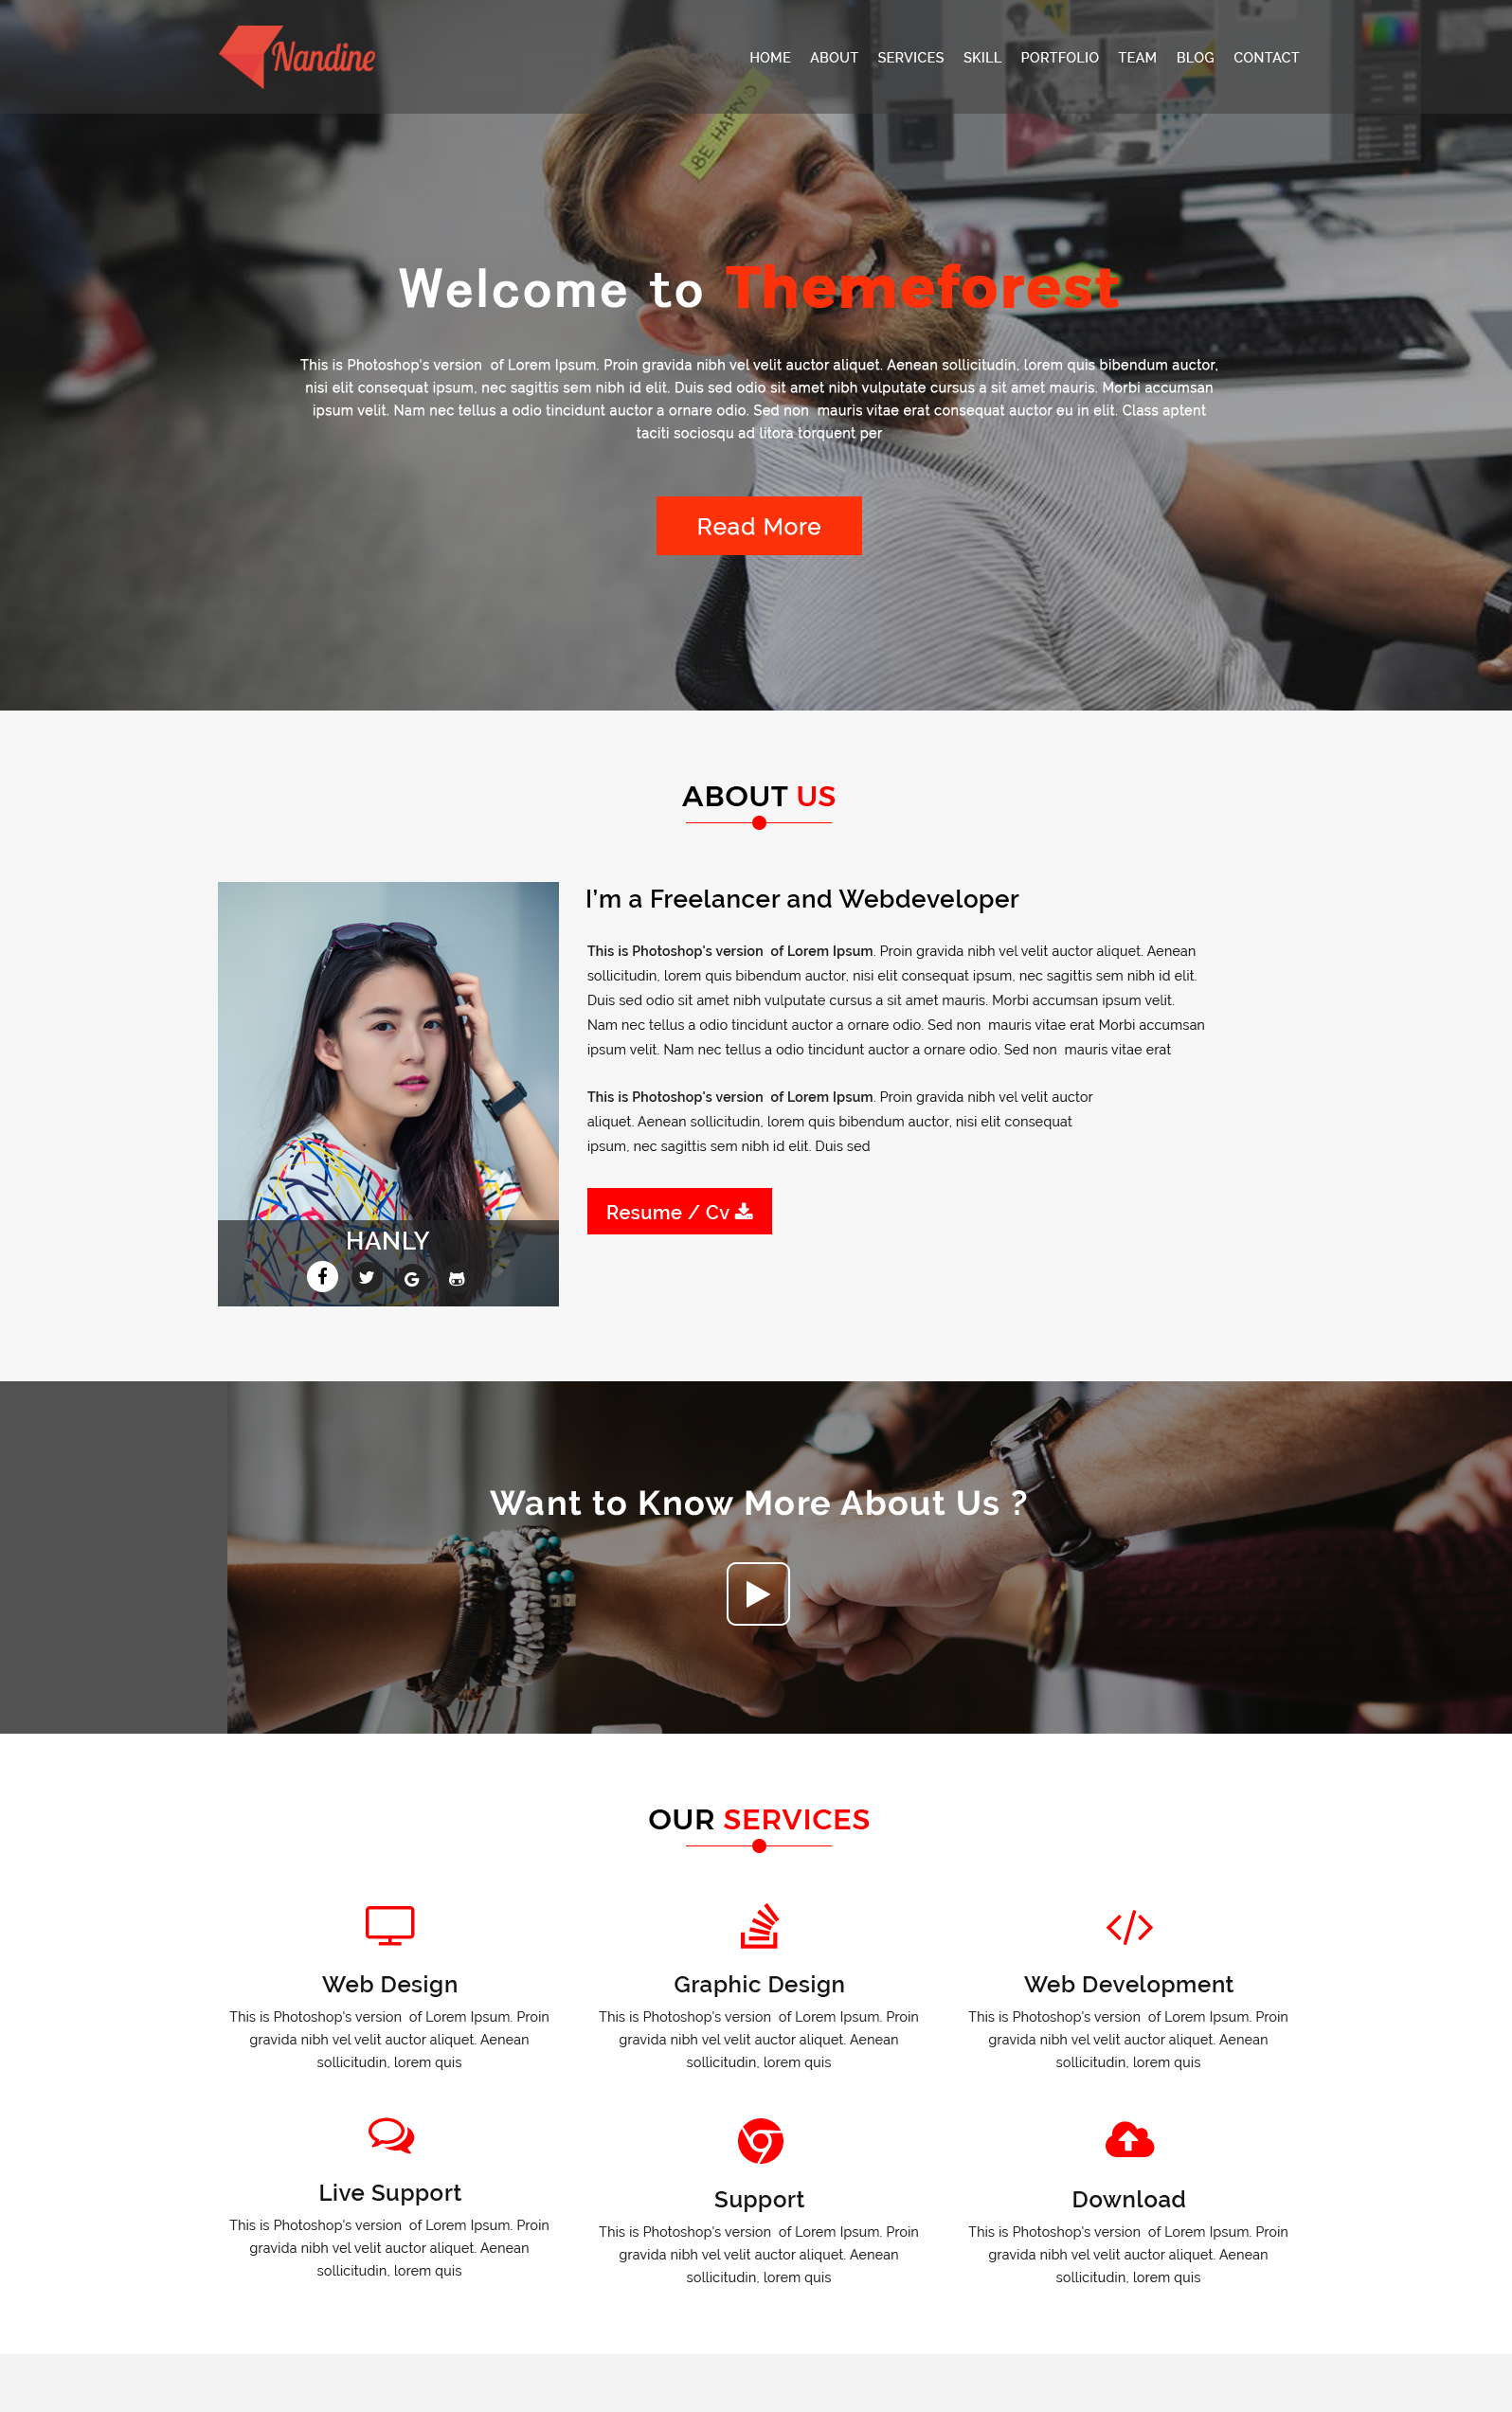 Nandine
HOME ABOUT SERVICES SKILL PORTFOLIO TEAM BLOG CONTACT
AT
BE HAPPY
Welcome to Themeforest
This is Photoshop's version  of Lorem Ipsum. Proin gravida nibh vel velit auctor aliquet. Aenean sollicitudin, lorem quis bibendum auctor,
nisi elit consequat ipsum, nec sagittis sem nibh id elit. Duis sed odio sit amet nibh vulputate cursus a sit amet mauris. Morbi accumsan
ipsum velit. Nam nec tellus a odio tincidunt auctor a ornare odio. Sed non  mauris vitae erat consequat auctor eu in elit. Class aptent
taciti sociosqu ad litora torquent per
Read More
ABOUT US
I'm a Freelancer and Webdeveloper
This is Photoshop's version  of Lorem Ipsum. Proin gravida nibh vel velit auctor aliquet. Aenean
sollicitudin, lorem quis bibendum auctor, nisi elit consequat ipsum, nec sagittis sem nibh id elit.
Duis sed odio sit amet nibh vulputate cursus a sit amet mauris. Morbi accumsan ipsum velit.
Nam nec tellus a odio tincidunt auctor a ornare odio. Sed non  mauris vitae erat Morbi accumsan
ipsum velit. Nam nec tellus a odio tincidunt auctor a ornare odio. Sed non  mauris vitae erat
This is Photoshop's version  of Lorem Ipsum. Proin gravida nibh vel velit auctor
aliquet. Aenean sollicitudin, lorem quis bibendum auctor, nisi elit consequat
ipsum, nec sagittis sem nibh id elit. Duis sed
Resume / Cv
HANLY
Want to Know More About Us ?
OUR SERVICES
Web Design
This is Photoshop's version  of Lorem Ipsum. Proin
gravida nibh vel velit auctor aliquet. Aenean
sollicitudin, lorem quis
Graphic Design
This is Photoshop's version  of Lorem Ipsum. Proin
gravida nibh vel velit auctor aliquet. Aenean
sollicitudin, lorem quis
Web Development
This is Photoshop's version  of Lorem Ipsum. Proin
gravida nibh vel velit auctor aliquet. Aenean
sollicitudin, lorem quis
Live Support
This is Photoshop's version  of Lorem Ipsum. Proin
gravida nibh vel velit auctor aliquet. Aenean
sollicitudin, lorem quis
Support
This is Photoshop's version  of Lorem Ipsum. Proin
gravida nibh vel velit auctor aliquet. Aenean
sollicitudin, lorem quis
Download
This is Photoshop's version  of Lorem Ipsum. Proin
gravida nibh vel velit auctor aliquet. Aenean
sollicitudin, lorem quis